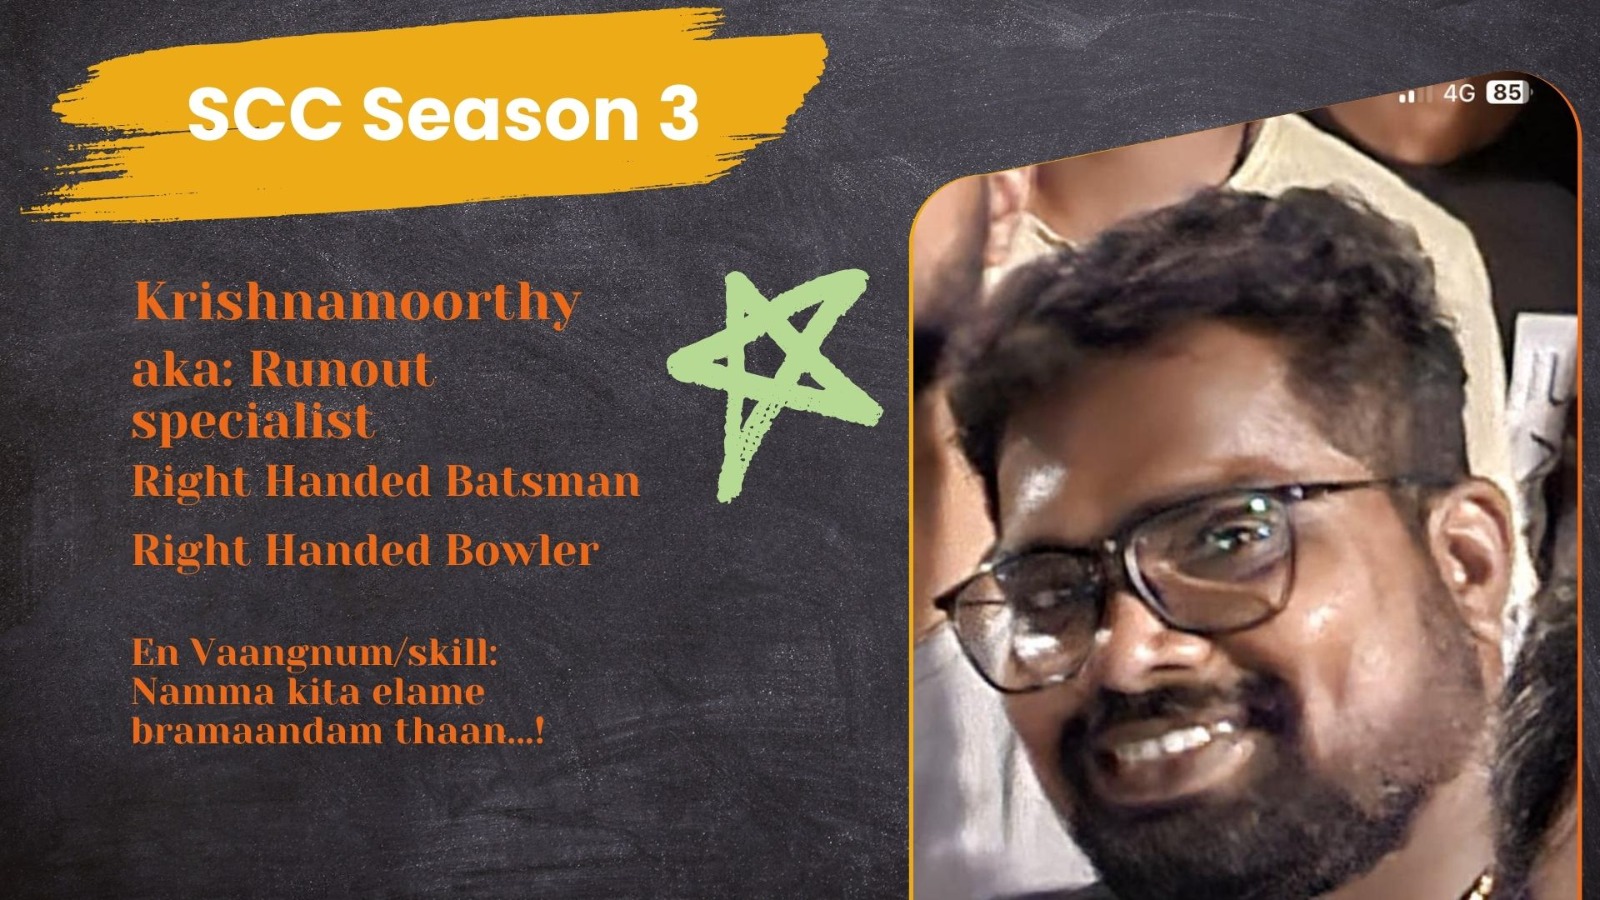 SCC Season 3
4G 85
Krishnamoorthy
aka: Runout
specialist
Right Handed Batsman
Right Handed Bowler
En Vaangnum/skill:
Namma kita elame
bramaandam thaan...!